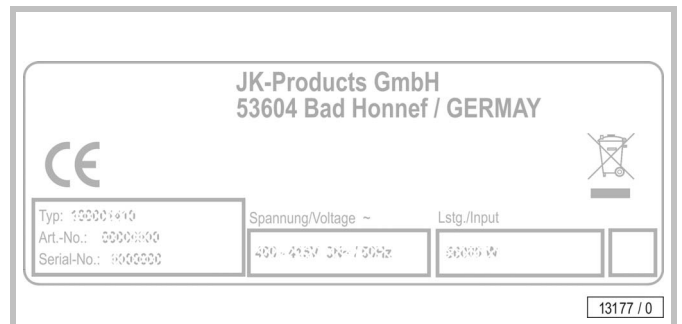 JK-Products GmbH
53604 Bad Honnef / GERMAY
CE
Typ:
Art.-No.:
Serial-No.:
Spannung/Voltage ~
Lstg./Input
13177 / 0